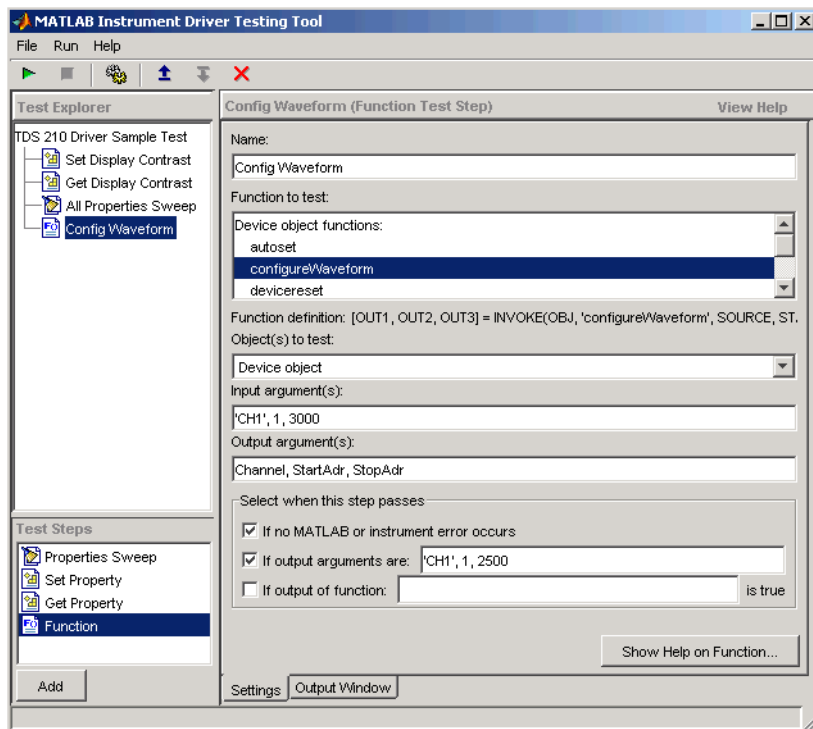 MATLAB Instrument Driver Testing Tool
File Run Help
Test Explorer
TDS 210 Driver Sample Test
Set Display Contrast
Get Display Contrast
All Properties Sweep
Config Waveform
Test Steps
Properties Sweep
Set Property
Get Property
Function
Add
Config Waveform (Function Test Step) View Help
Name:
Config Waveform
Function to test:
Device object functions:
autoset
configureWaveform
devicereset
Function definition: [OUT1, OUT2, OUT3] = INVOKE(OBJ, 'configureWaveform', SOURCE, ST.
Object(s) to test:
Device object
Input argument(s):
'CH1', 1, 3000
Output argument(s):
Channel, StartAdr, StopAdr
Select when this step passes
If no MATLAB or instrument error occurs
If output arguments are: 'CH1', 1, 2500
If output of function: is true
Show Help on Function...
Settings Output Window